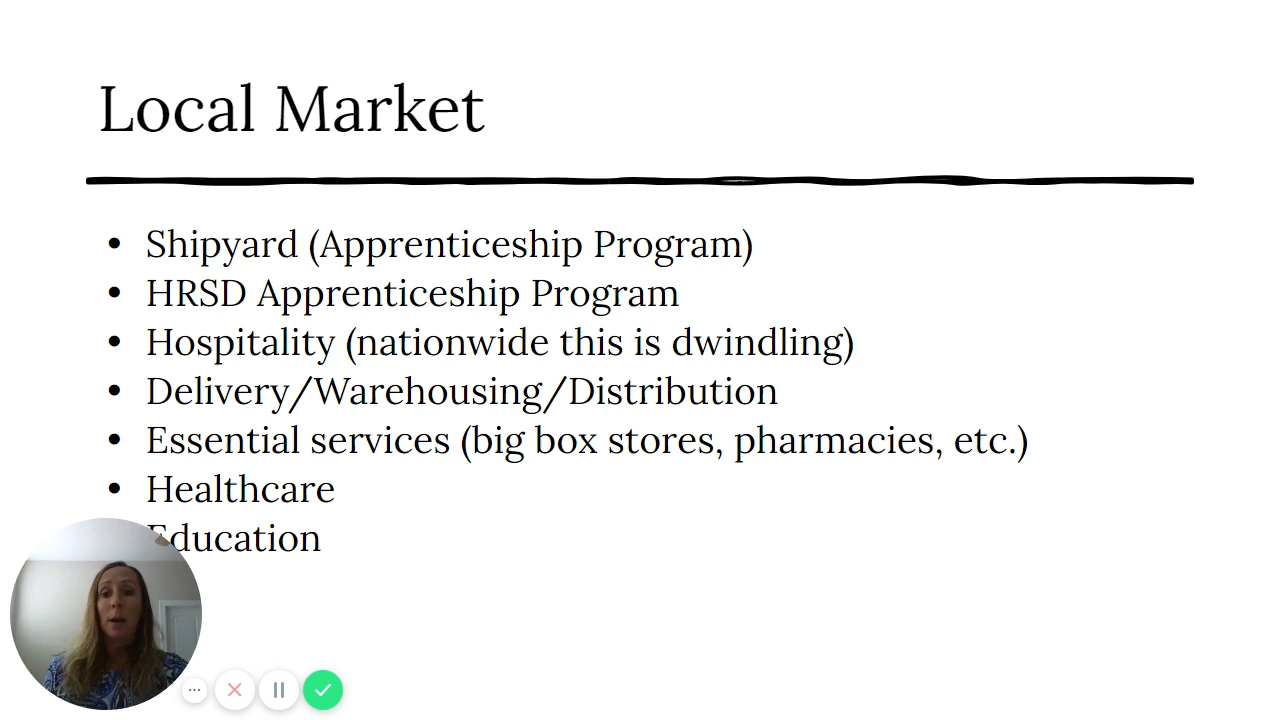 Local Market
• Shipyard (Apprenticeship Program)
• HRSD Apprenticeship Program
• Hospitality (nationwide this is dwindling)
• Delivery/Warehousing/Distribution
• Essential services (big box stores, pharmacies, etc.)
• Healthcare
Education